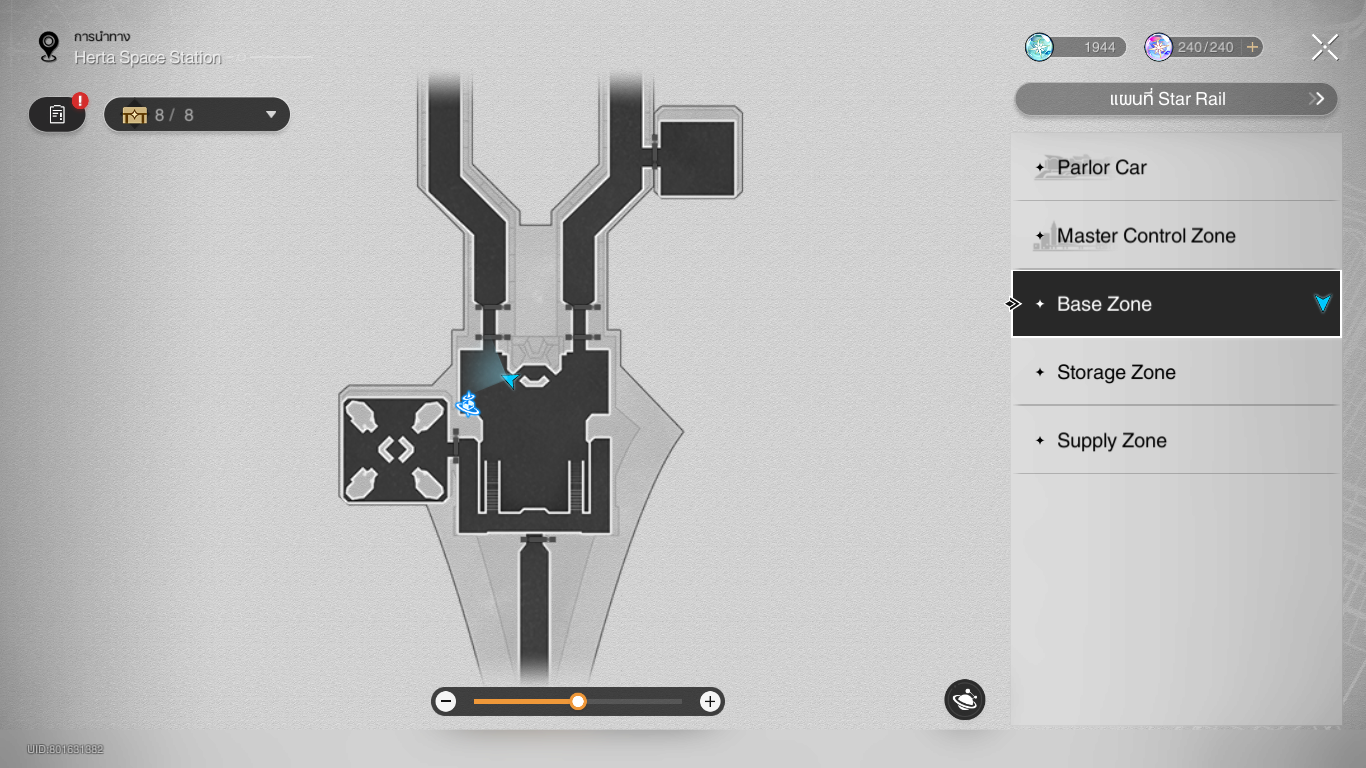 การนำทาง
Herta Space Station
1944
240/240
8 / 8
แผนที่ Star Rail
Parlor Car
Master Control Zone
Base Zone
Storage Zone
Supply Zone
UID:801631382